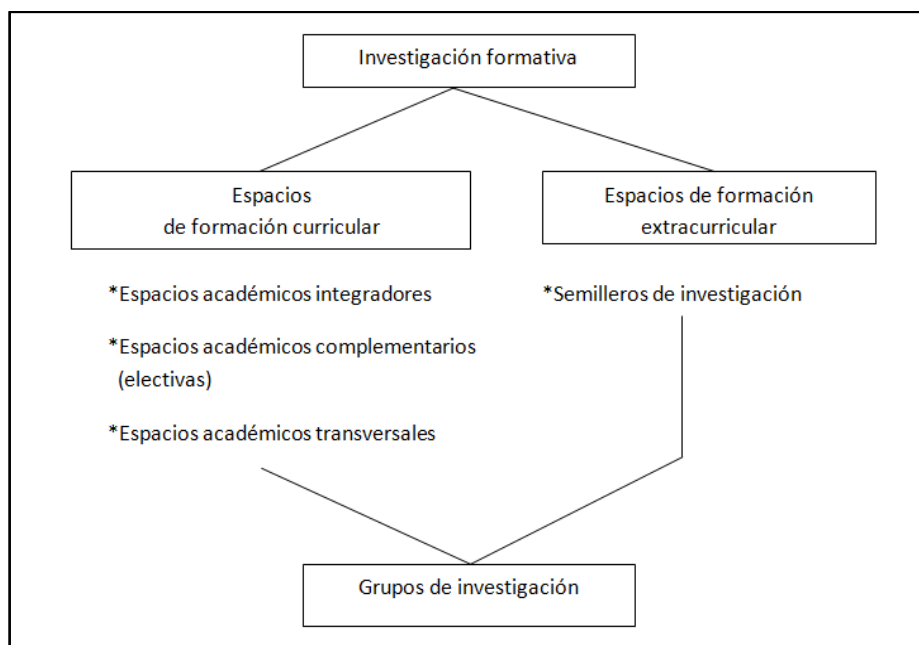 Investigación formativa
Espacios
de formación curricular
Espacios de formación
extracurricular
*Espacios académicos integradores
*Espacios académicos complementarios
(electivas)
*Espacios académicos transversales
*Semilleros de investigación
Grupos de investigación